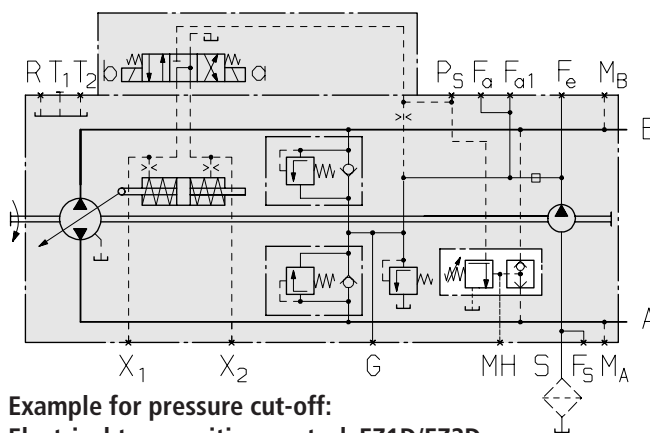 b a
R T1 T2 PS Fa Fa1 Fe MB
B
A
X1 X2 G MH S FS MA
Example for pressure cut-off: